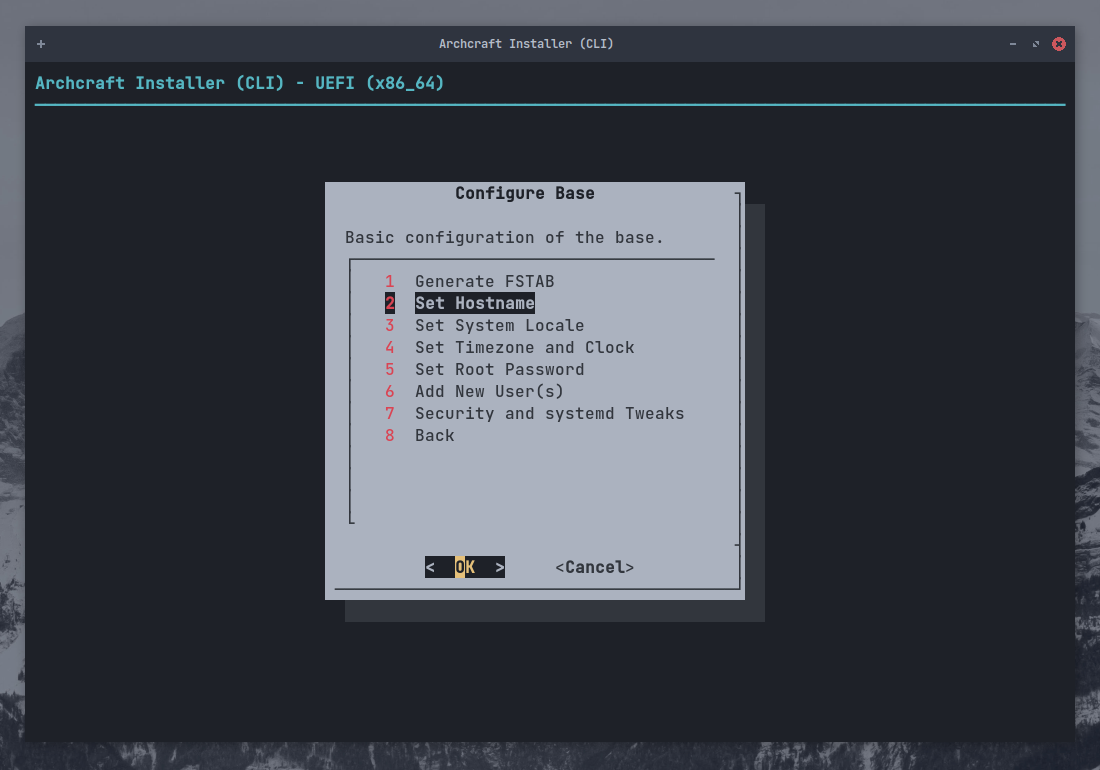 Archcraft Installer (CLI)
Archcraft Installer (CLI) - UEFI (x86_64)
Configure Base
Basic configuration of the base.
1 Generate FSTAB
2 Set Hostname
3 Set System Locale
4 Set Timezone and Clock
5 Set Root Password
6 Add New User(s)
7 Security and systemd Tweaks
8 Back
< OK > <Cancel>